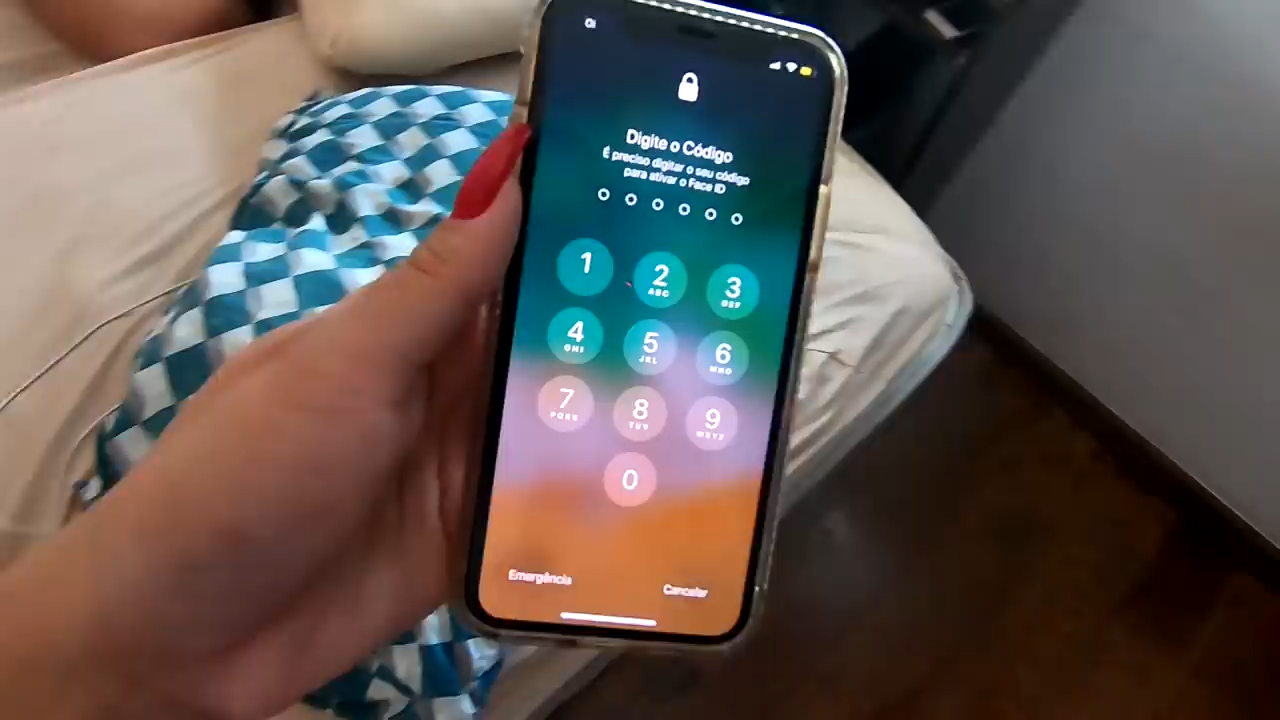 Oi
Digite o Código
É preciso digitar o seu código
para ativar o Face ID
1
2
ABC
3
DEF
4
GHI
5
JKL
6
MNO
7
PQRS
8
TUV
9
WXYZ
0
Emergência
Cancelar